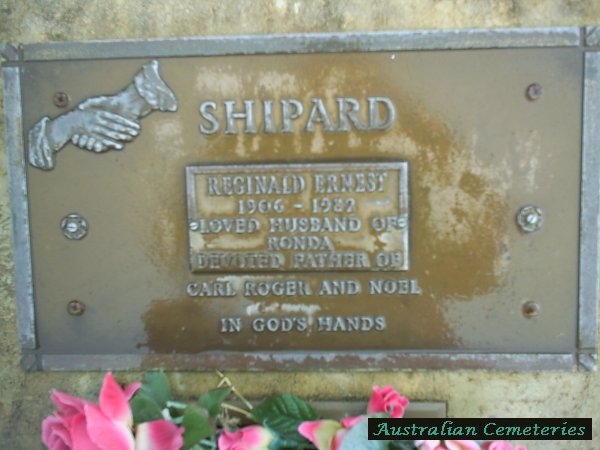 SHIPARD
REGINALD ERNEST
1906 - 1982
LOVED HUSBAND OF
RONDA
DEVOTED FATHER OF
CARL ROGER AND NOEL
IN GOD'S HANDS
Australian Cemeteries